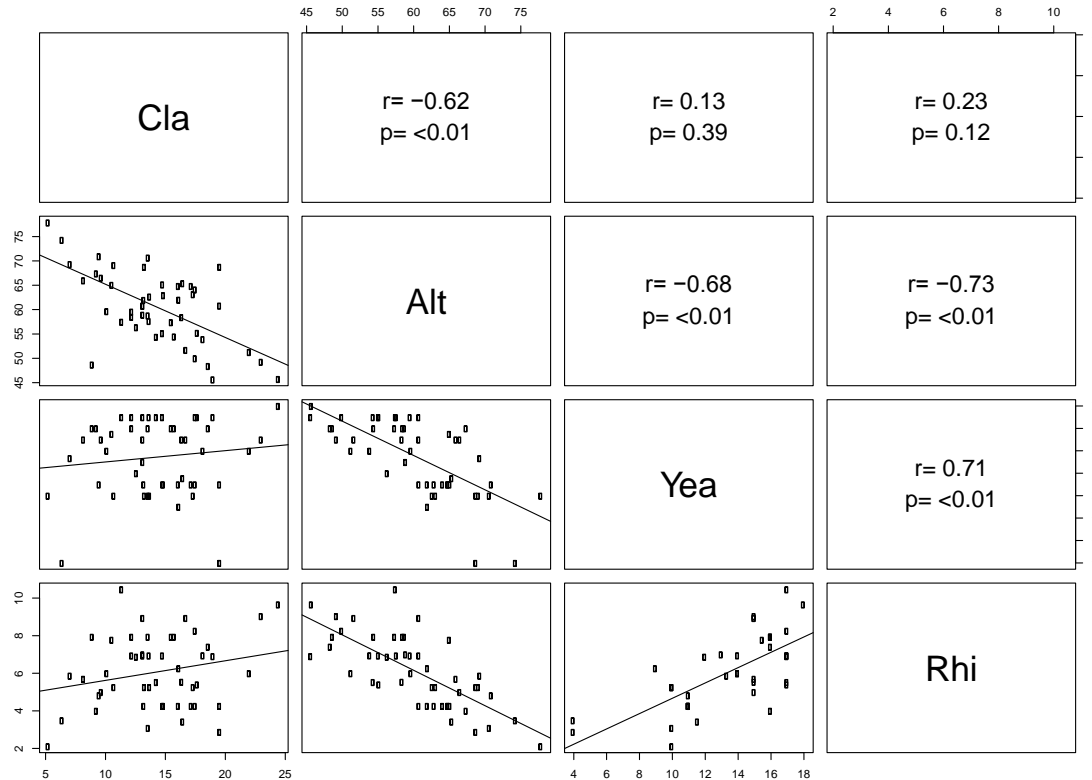 45 50 55 60 65 70 75
2 4 6 8 10
Cla
r= −0.62
p= <0.01
r= 0.13
p= 0.39
r= 0.23
p= 0.12
45 50 55 60 65 70 75
Alt
r= −0.68
p= <0.01
r= −0.73
p= <0.01
Yea
r= 0.71
p= <0.01
2 4 6 8 10
Rhi
5 10 15 20 25
4 6 8 10 12 14 16 18